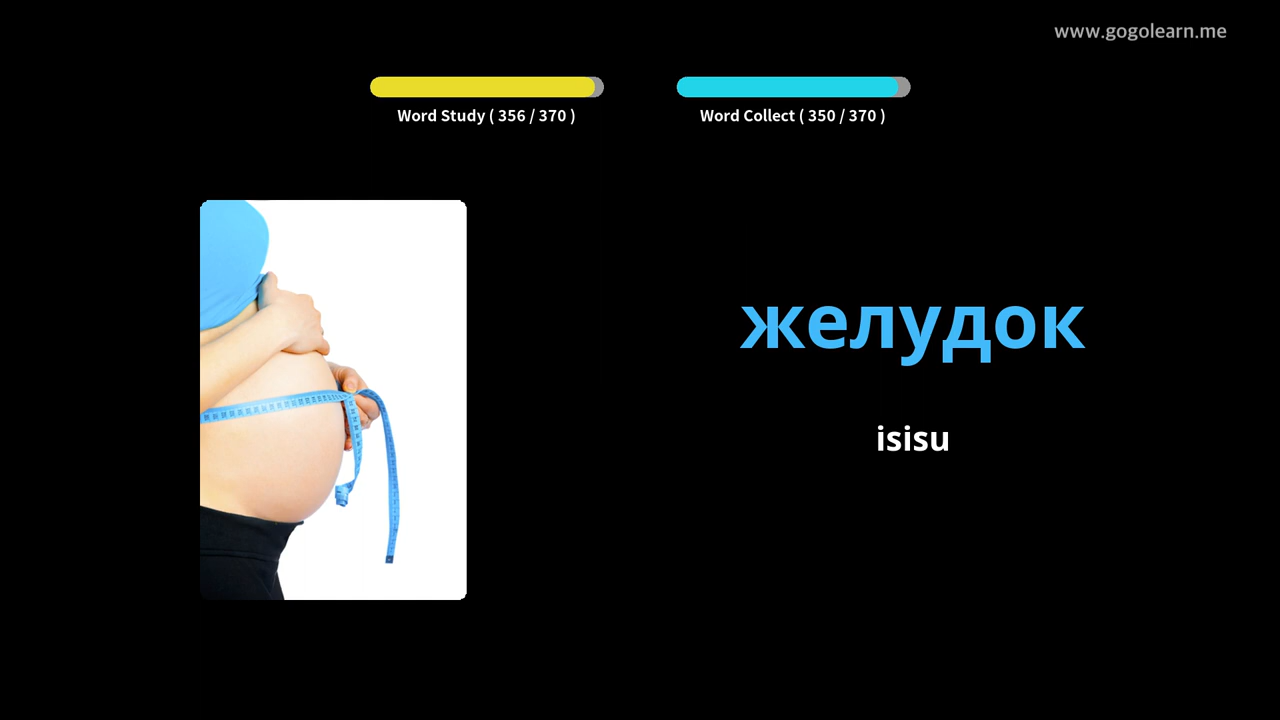 www.gogolearn.me
Word Study ( 356 / 370 )
Word Collect ( 350 / 370 )
желудок
isisu